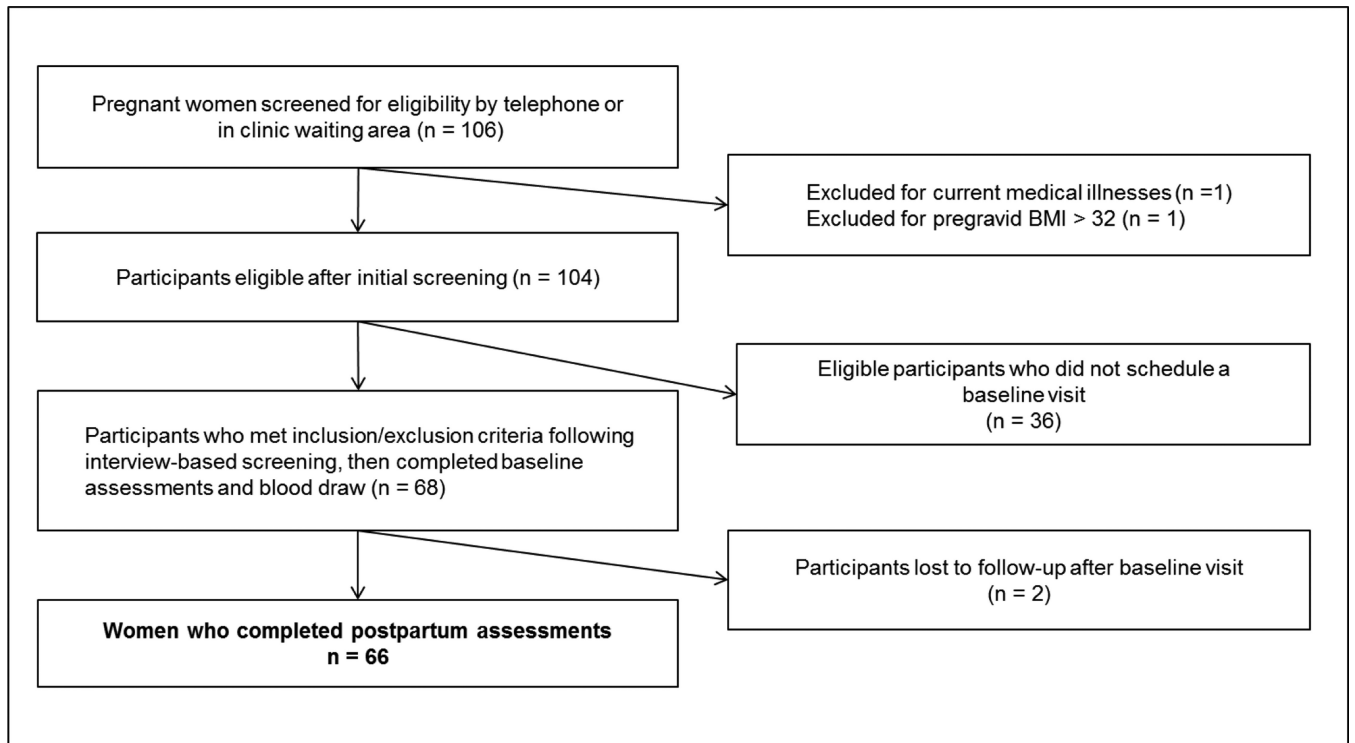 Pregnant women screened for eligibility by telephone or
in clinic waiting area (n = 106)
Excluded for current medical illnesses (n =1)
Excluded for pregravid BMI > 32 (n = 1)
Participants eligible after initial screening (n = 104)
Eligible participants who did not schedule a
baseline visit
(n = 36)
Participants who met inclusion/exclusion criteria following
interview-based screening, then completed baseline
assessments and blood draw (n = 68)
Participants lost to follow-up after baseline visit
(n = 2)
Women who completed postpartum assessments
n = 66